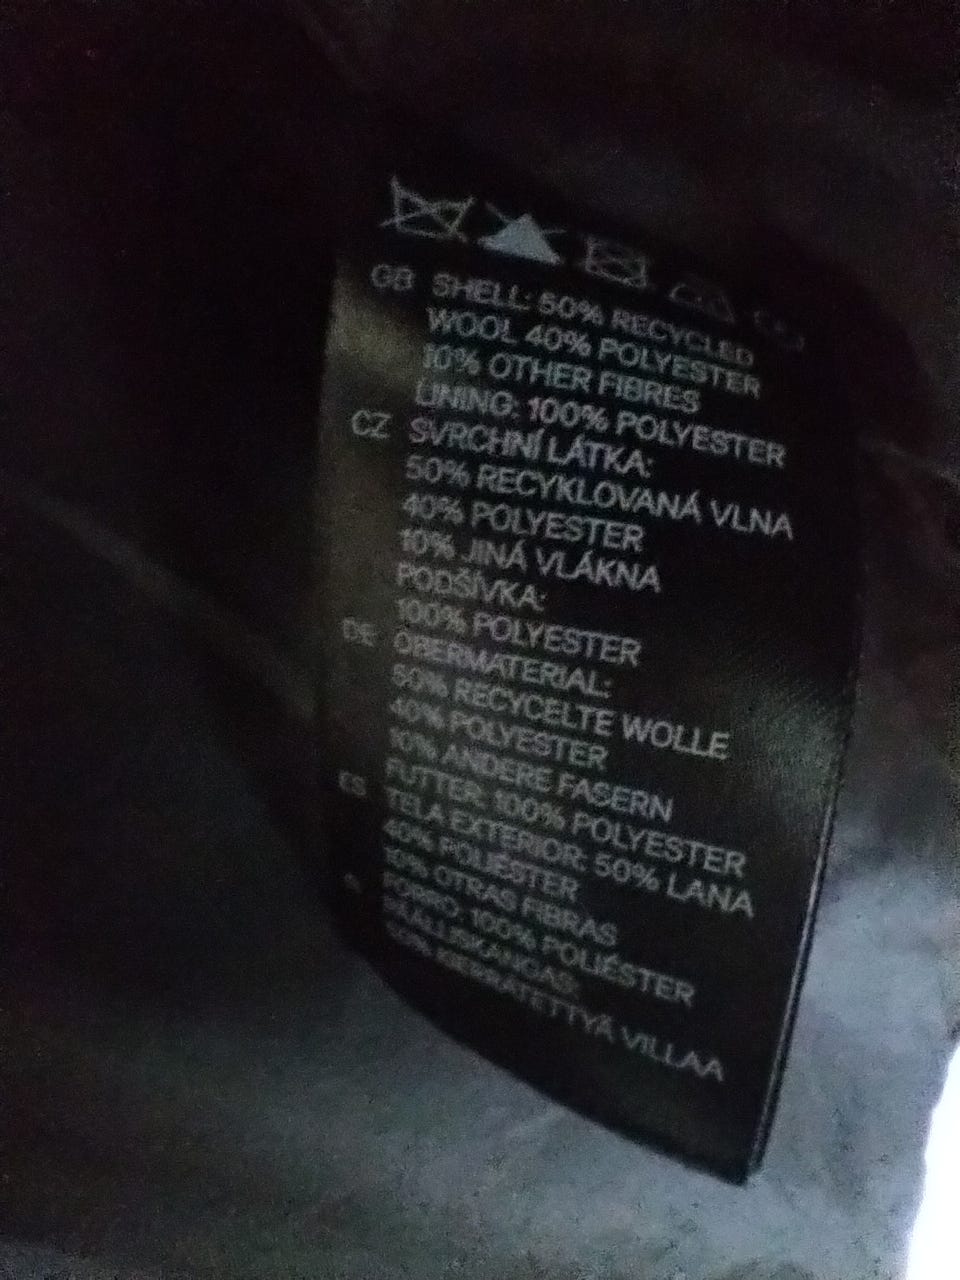 GB SHELL: 50% RECYCLED
WOOL 40% POLYESTER
10% OTHER FIBRES
LINING: 100% POLYESTER
CZ SVRCHNÍ LÁTKA:
50% RECYKLOVANÁ VLNA
40% POLYESTER
10% JINÁ VLÁKNA
PODŠÍVKA:
100% POLYESTER
DE OBERMATERIAL:
50% RECYCELTE WOLLE
40% POLYESTER
10% ANDERE FASERN
FUTTER: 100% POLYESTER
ES TELA EXTERIOR: 50% LANA
40% POLIÉSTER
10% OTRAS FIBRAS
FORRO: 100% POLIÉSTER
PÄÄLLISKANGAS:
50% KIERRÄTETTYÄ VILLAA